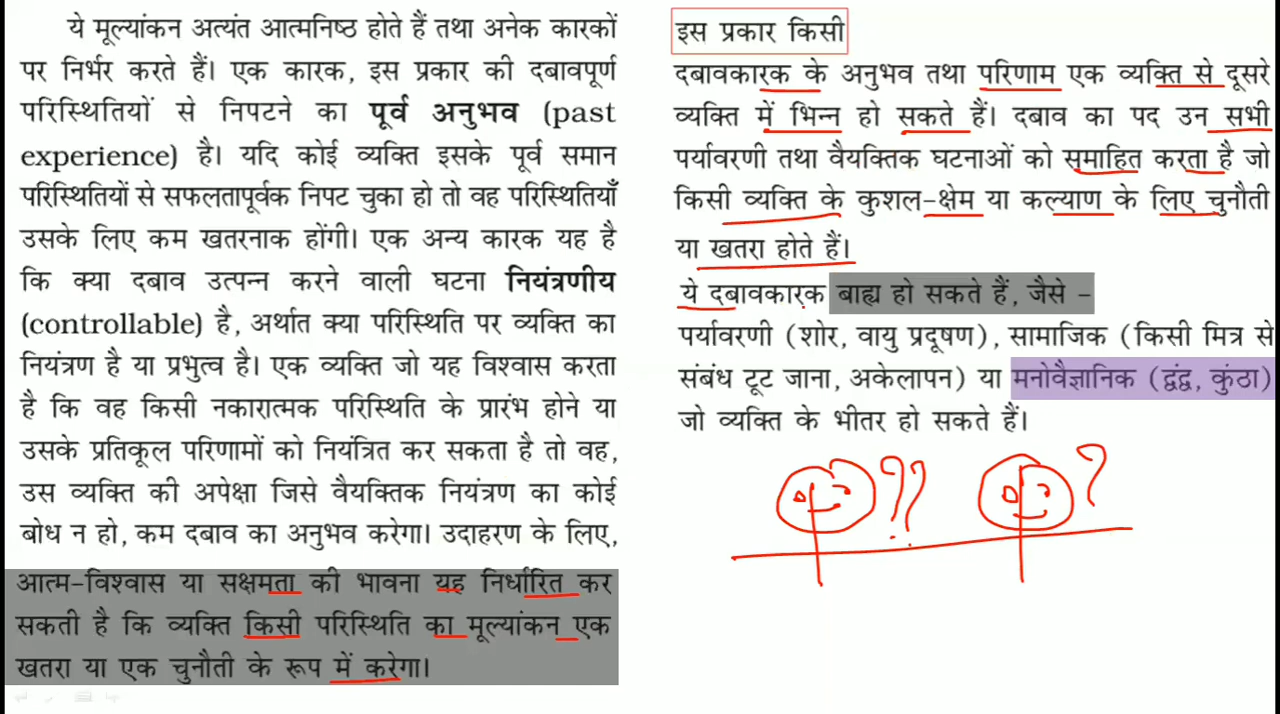 ये मूल्यांकन अत्यंत आत्मनिष्ठ होते हैं तथा अनेक कारकों
पर निर्भर करते हैं। एक कारक, इस प्रकार की दबावपूर्ण
परिस्थितियों से निपटने का पूर्व अनुभव (past
experience) है। यदि कोई व्यक्ति इसके पूर्व समान
परिस्थितियों से सफलतापूर्वक निपट चुका हो तो वह परिस्थितियाँ
उसके लिए कम खतरनाक होंगी। एक अन्य कारक यह है
कि क्या दबाव उत्पन्न करने वाली घटना नियंत्रणीय
(controllable) है, अर्थात क्या परिस्थिति पर व्यक्ति का
नियंत्रण है या प्रभुत्व है। एक व्यक्ति जो यह विश्वास करता
है कि वह किसी नकारात्मक परिस्थिति के प्रारंभ होने या
उसके प्रतिकूल परिणामों को नियंत्रित कर सकता है तो वह,
उस व्यक्ति की अपेक्षा जिसे वैयक्तिक नियंत्रण का कोई
बोध न हो, कम दबाव का अनुभव करेगा। उदाहरण के लिए,
आत्म-विश्वास या सक्षमता की भावना यह निर्धारित कर
सकती है कि व्यक्ति किसी परिस्थिति का मूल्यांकन एक
खतरा या एक चुनौती के रूप में करेगा।
इस प्रकार किसी
दबावकारक के अनुभव तथा परिणाम एक व्यक्ति से दूसरे
व्यक्ति में भिन्न हो सकते हैं। दबाव का पद उन सभी
पर्यावरणी तथा वैयक्तिक घटनाओं को समाहित करता है जो
किसी व्यक्ति के कुशल-क्षेम या कल्याण के लिए चुनौती
या खतरा होते हैं।
ये दबावकारक बाह्य हो सकते हैं, जैसे -
पर्यावरणी (शोर, वायु प्रदूषण), सामाजिक (किसी मित्र से
संबंध टूट जाना, अकेलापन) या मनोवैज्ञानिक (द्वंद्व, कुंठा)
जो व्यक्ति के भीतर हो सकते हैं।
?? ?